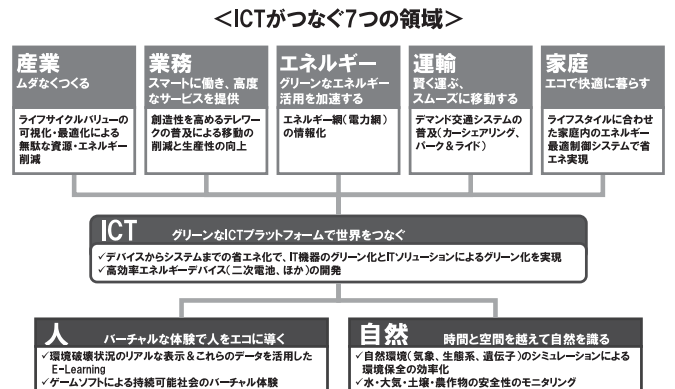 <ICTがつなぐ7つの領域>
産業
ムダなくつくる
ライフサイクルバリューの
可視化・最適化による
無駄な資源・エネルギー
削減
業務
スマートに働き、高度
なサービスを提供
創造性を高めるテレワー
クの普及による移動の
削減と生産性の向上
エネルギー
グリーンなエネルギー
活用を加速する
エネルギー網(電力網)
の情報化
運輸
賢く運ぶ、
スムーズに移動する
デマンド交通システムの
普及(カーシェアリング、
パーク&ライド)
家庭
エコで快適に暮らす
ライフスタイルに合わせ
た家庭内のエネルギー
最適制御システムで省
エネ実現
ICT グリーンなICTプラットフォームで世界をつなぐ
✓デバイスからシステムまでの省エネ化で、IT機器のグリーン化とITソリューションによるグリーン化を実現
✓高効率エネルギーデバイス(二次電池、ほか)の開発
人 バーチャルな体験で人をエコに導く
✓環境破壊状況のリアルな表示&これらのデータを活用した
E-Learning
✓ゲームソフトによる持続可能社会のバーチャル体験
自然 時間と空間を越えて自然を識る
✓自然環境(気象、生態系、遺伝子)のシミュレーションによる
環境保全の効率化
✓水・大気・土壌・農作物の安全性のモニタリング